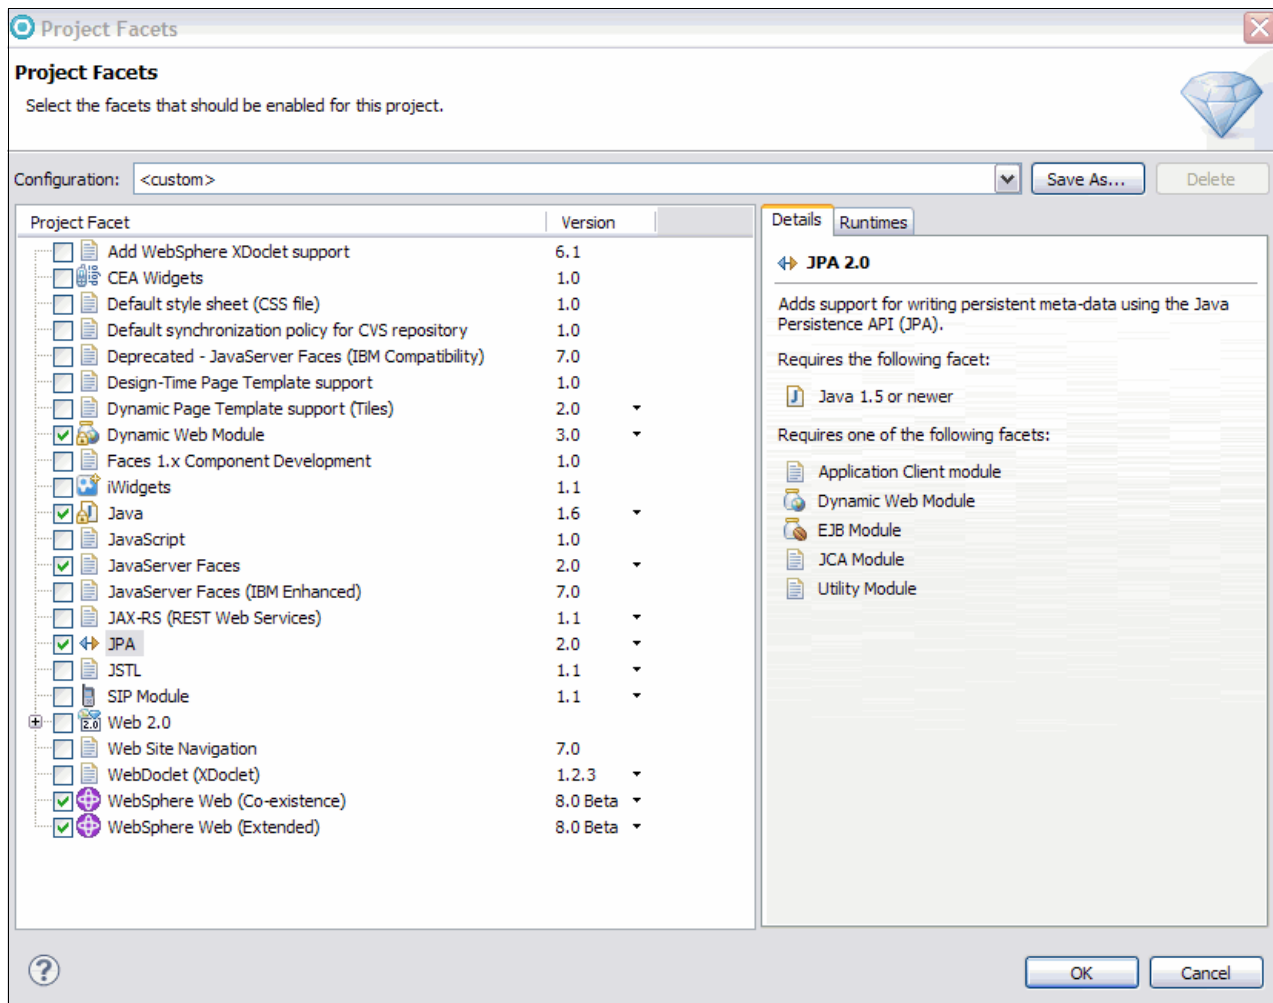 Project Facets
Project Facets
Select the facets that should be enabled for this project.
Configuration: <custom> Save As... Delete
Project Facet Version
Add WebSphere XDoclet support 6.1
CEA Widgets 1.0
Default style sheet (CSS file) 1.0
Default synchronization policy for CVS repository 1.0
Deprecated - JavaServer Faces (IBM Compatibility) 7.0
Design-Time Page Template support 1.0
Dynamic Page Template support (Tiles) 2.0
Dynamic Web Module 3.0
Faces 1.x Component Development 1.0
iWidgets 1.1
Java 1.6
JavaScript 1.0
JavaServer Faces 2.0
JavaServer Faces (IBM Enhanced) 7.0
JAX-RS (REST Web Services) 1.1
JPA 2.0
JSTL 1.1
SIP Module 1.1
2.0 Web 2.0
Web Site Navigation 7.0
WebDoclet (XDoclet) 1.2.3
WebSphere Web (Co-existence) 8.0 Beta
WebSphere Web (Extended) 8.0 Beta
Details Runtimes
JPA 2.0
Adds support for writing persistent meta-data using the Java
Persistence API (JPA).
Requires the following facet:
J Java 1.5 or newer
Requires one of the following facets:
Application Client module
Dynamic Web Module
EJB Module
JCA Module
Utility Module
? OK Cancel